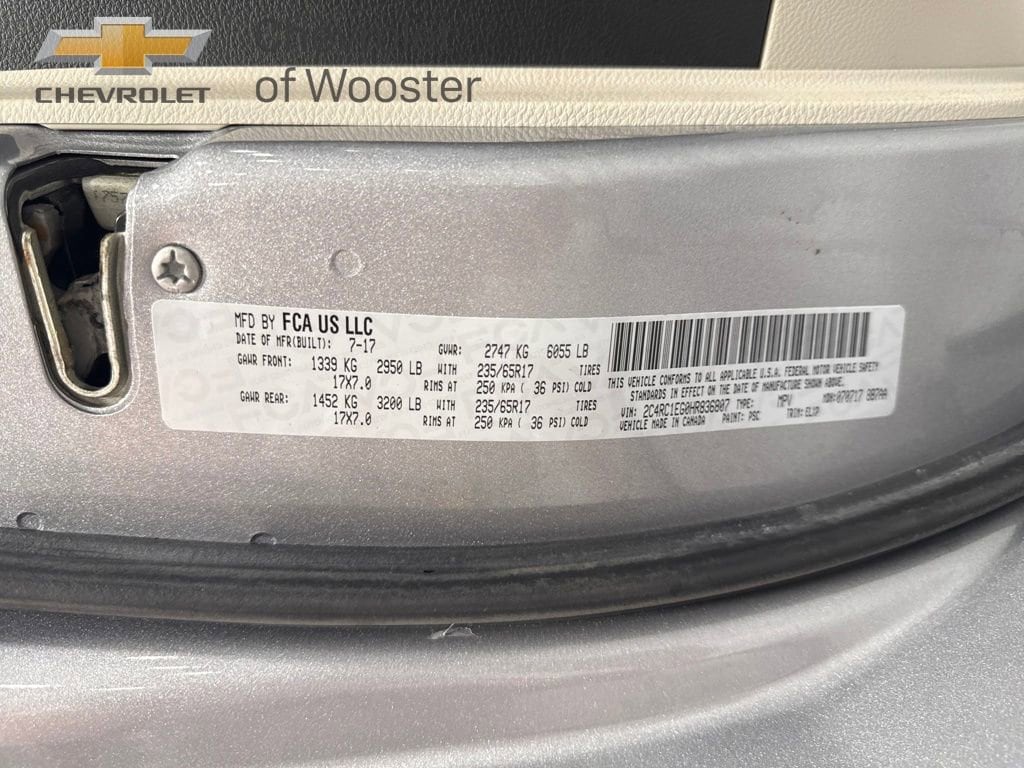 CHEVROLET
of Wooster
MFD BY FCA US LLC
DATE OF MFR(BUILT): 7-17 GVWR: 2747 KG 6055 LB
GAWR FRONT: 1339 KG 2950 LB WITH 235/65R17 TIRES
17X7.0 RIMS AT 250 KPA ( 36 PSI) COLD
GAWR REAR: 1452 KG 3200 LB WITH 235/65R17 TIRES
17X7.0 RIMS AT 250 KPA ( 36 PSI) COLD
THIS VEHICLE CONFORMS TO ALL APPLICABLE U.S.A. FEDERAL MOTOR VEHICLE SAFETY
STANDARDS IN EFFECT ON THE DATE OF MANUFACTURE SHOWN ABOVE.
VIN: 2C4RC1EG0HR836807 TYPE: MPV MDH: 070717 BB7AA
VEHICLE MADE IN CANADA PAINT: PSC TRIM: